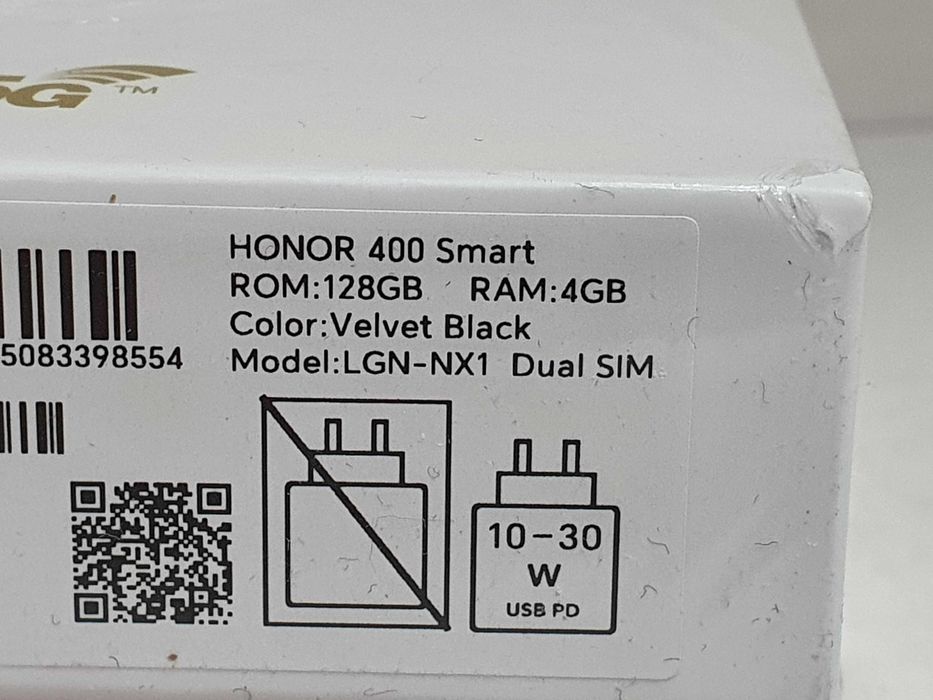 5G™
HONOR 400 Smart
ROM:128GB RAM:4GB
Color:Velvet Black
Model:LGN-NX1 Dual SIM
5083398554
10-30
W
USB PD